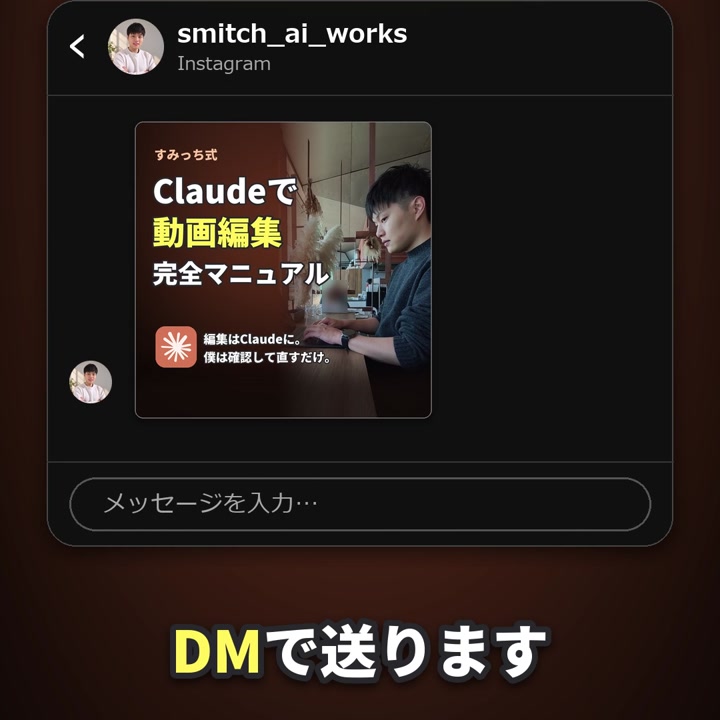 smitch_ai_works
Instagram
すみっち式
Claudeで
動画編集
完全マニュアル
編集はClaudeに。
僕は確認して直すだけ。
メッセージを入力…
DMで送ります